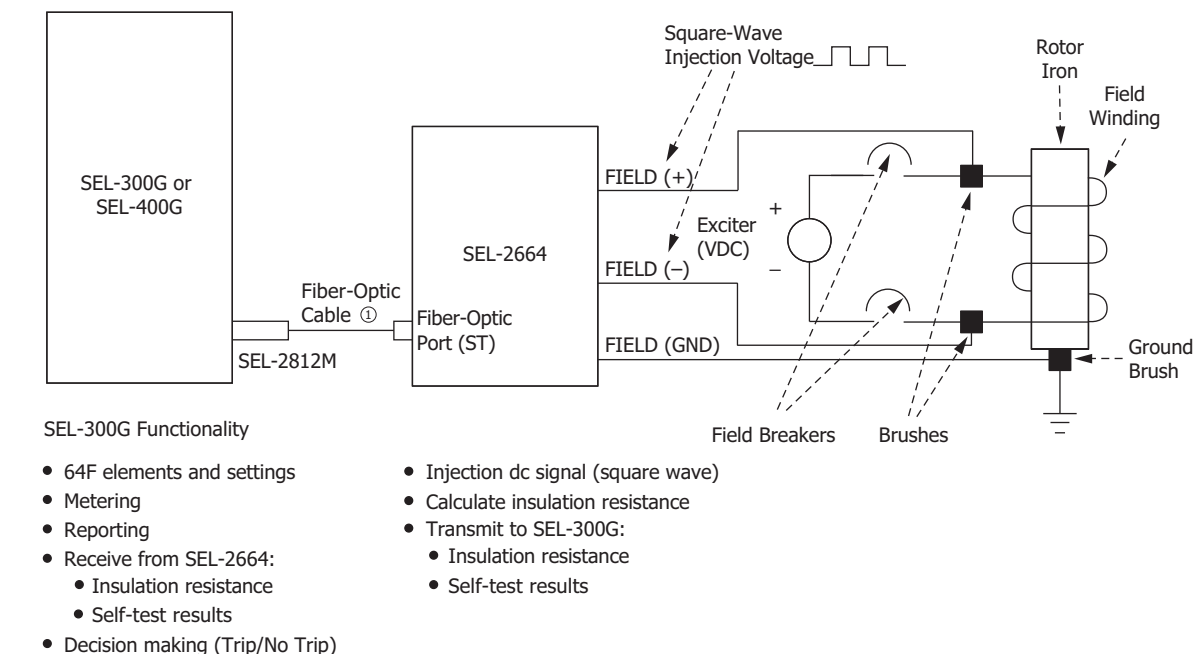 Square-Wave
Injection Voltage
Rotor
Iron
Field
Winding
SEL-300G or
SEL-400G
SEL-2664
FIELD (+)
Exciter
(VDC)
+
−
FIELD (−)
Fiber-Optic
Cable ①
Fiber-Optic
Port (ST)
SEL-2812M
FIELD (GND)
Ground
Brush
Field Breakers
Brushes
SEL-300G Functionality
• 64F elements and settings
• Metering
• Reporting
• Receive from SEL-2664:
• Insulation resistance
• Self-test results
• Decision making (Trip/No Trip)
• Injection dc signal (square wave)
• Calculate insulation resistance
• Transmit to SEL-300G:
• Insulation resistance
• Self-test results